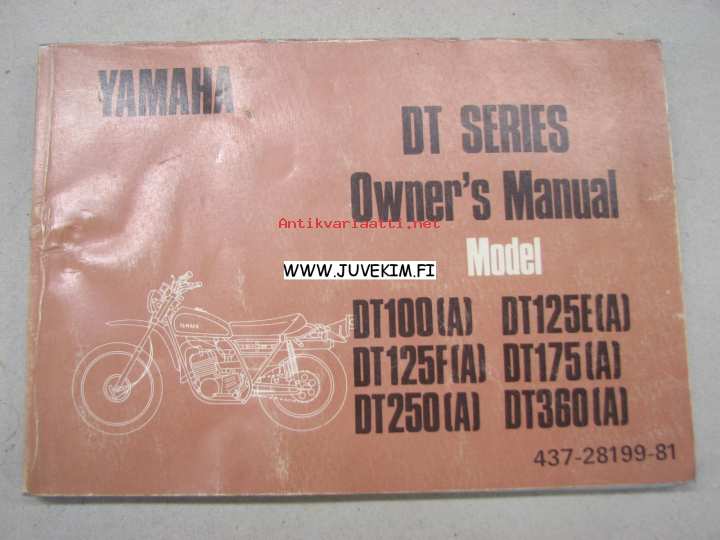 YAMAHA
DT SERIES
Owner's Manual
Antikvariaatti.net
Model
WWW.JUVEKIM.FI
DT100(A) DT125E(A)
DT125F(A) DT175(A)
DT250(A) DT360(A)
YAMAHA
437-28199-81